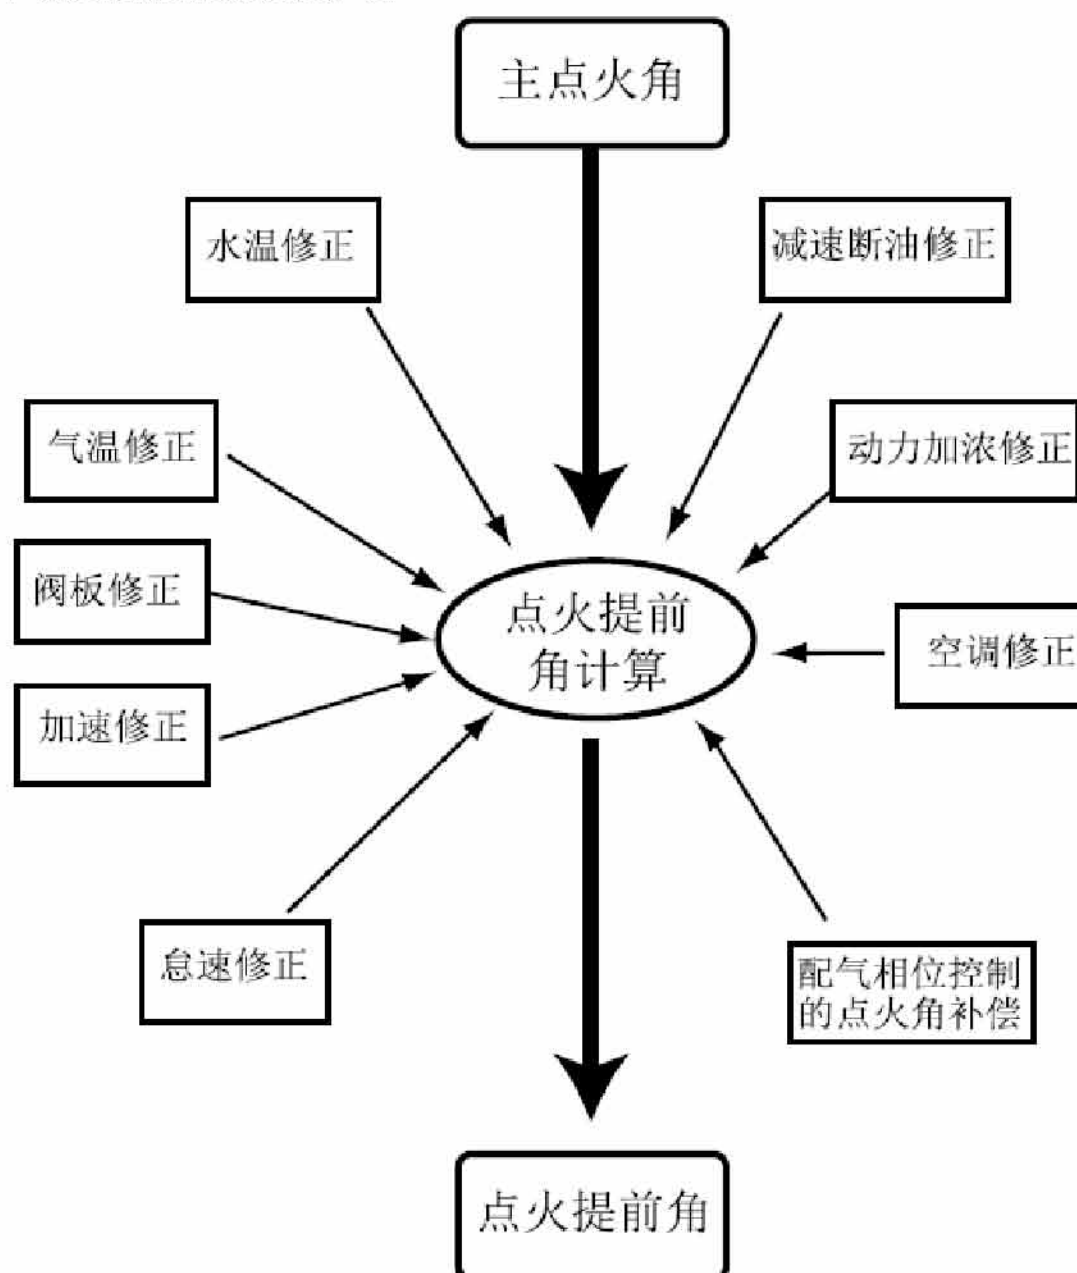 主点火角
水温修正
减速断油修正
气温修正
动力加浓修正
阀板修正
点火提前
角计算
空调修正
加速修正
怠速修正
配气相位控制
的点火角补偿
点火提前角